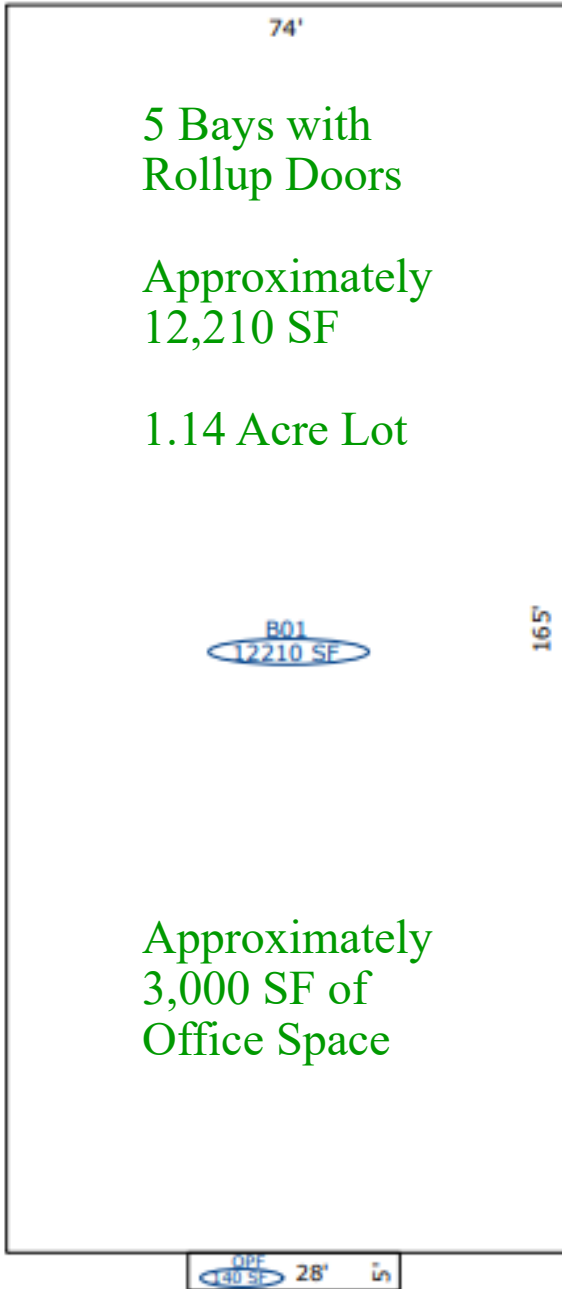 74'
5 Bays with
Rollup Doors
Approximately
12,210 SF
1.14 Acre Lot
165'
B01
12210 SF
Approximately
3,000 SF of
Office Space
OPF
140 SF
28'
5'